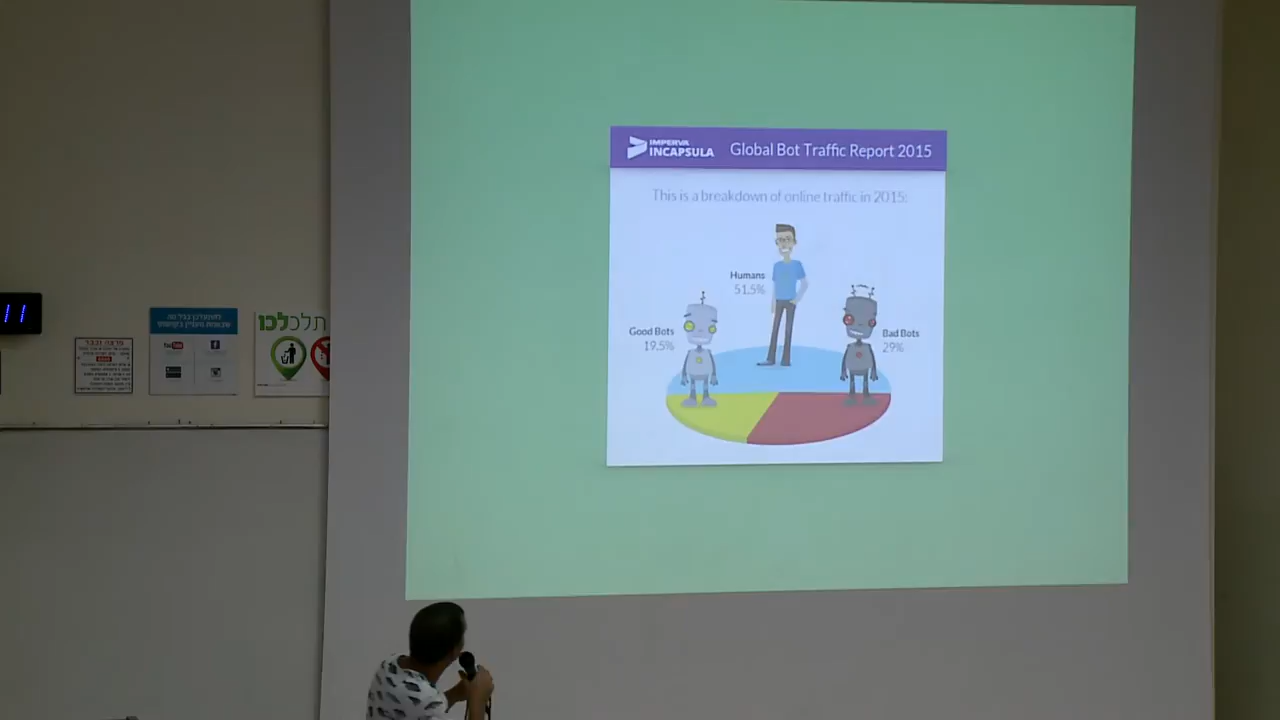 IMPERVA
INCAPSULA
Global Bot Traffic Report 2015
This is a breakdown of online traffic in 2015:
Humans
51.5%
Good Bots
19.5%
Bad Bots
29%
11
YouTube
תלכלכו